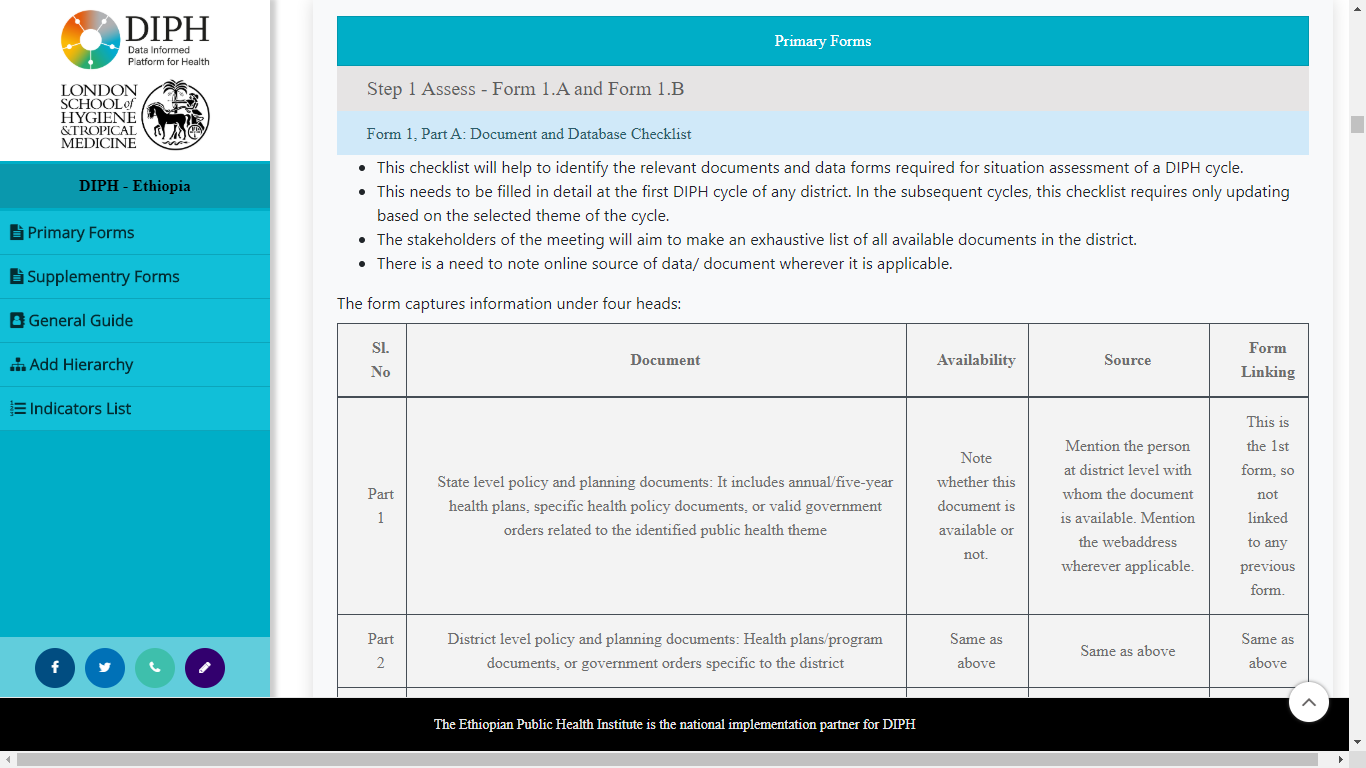 DIPH
Data Informed
Platform for Health
LONDON
SCHOOL of
HYGIENE
& TROPICAL
MEDICINE
DIPH - Ethiopia
Primary Forms
Supplementry Forms
General Guide
Add Hierarchy
Indicators List
Primary Forms
Step 1 Assess - Form 1.A and Form 1.B
Form 1, Part A: Document and Database Checklist
This checklist will help to identify the relevant documents and data forms required for situation assessment of a DIPH cycle.
This needs to be filled in detail at the first DIPH cycle of any district. In the subsequent cycles, this checklist requires only updating
based on the selected theme of the cycle.
The stakeholders of the meeting will aim to make an exhaustive list of all available documents in the district.
There is a need to note online source of data/ document wherever it is applicable.
The form captures information under four heads:
Sl.
No
Document
Availability
Source
Form
Linking
Part
1
State level policy and planning documents: It includes annual/five-year
health plans, specific health policy documents, or valid government
orders related to the identified public health theme
Note
whether this
document is
available or
not.
Mention the person
at district level with
whom the document
is available. Mention
the webaddress
wherever applicable.
This is
the 1st
form, so
not
linked
to any
previous
form.
Part
2
District level policy and planning documents: Health plans/program
documents, or government orders specific to the district
Same as
above
Same as above
Same as
above
The Ethiopian Public Health Institute is the national implementation partner for DIPH